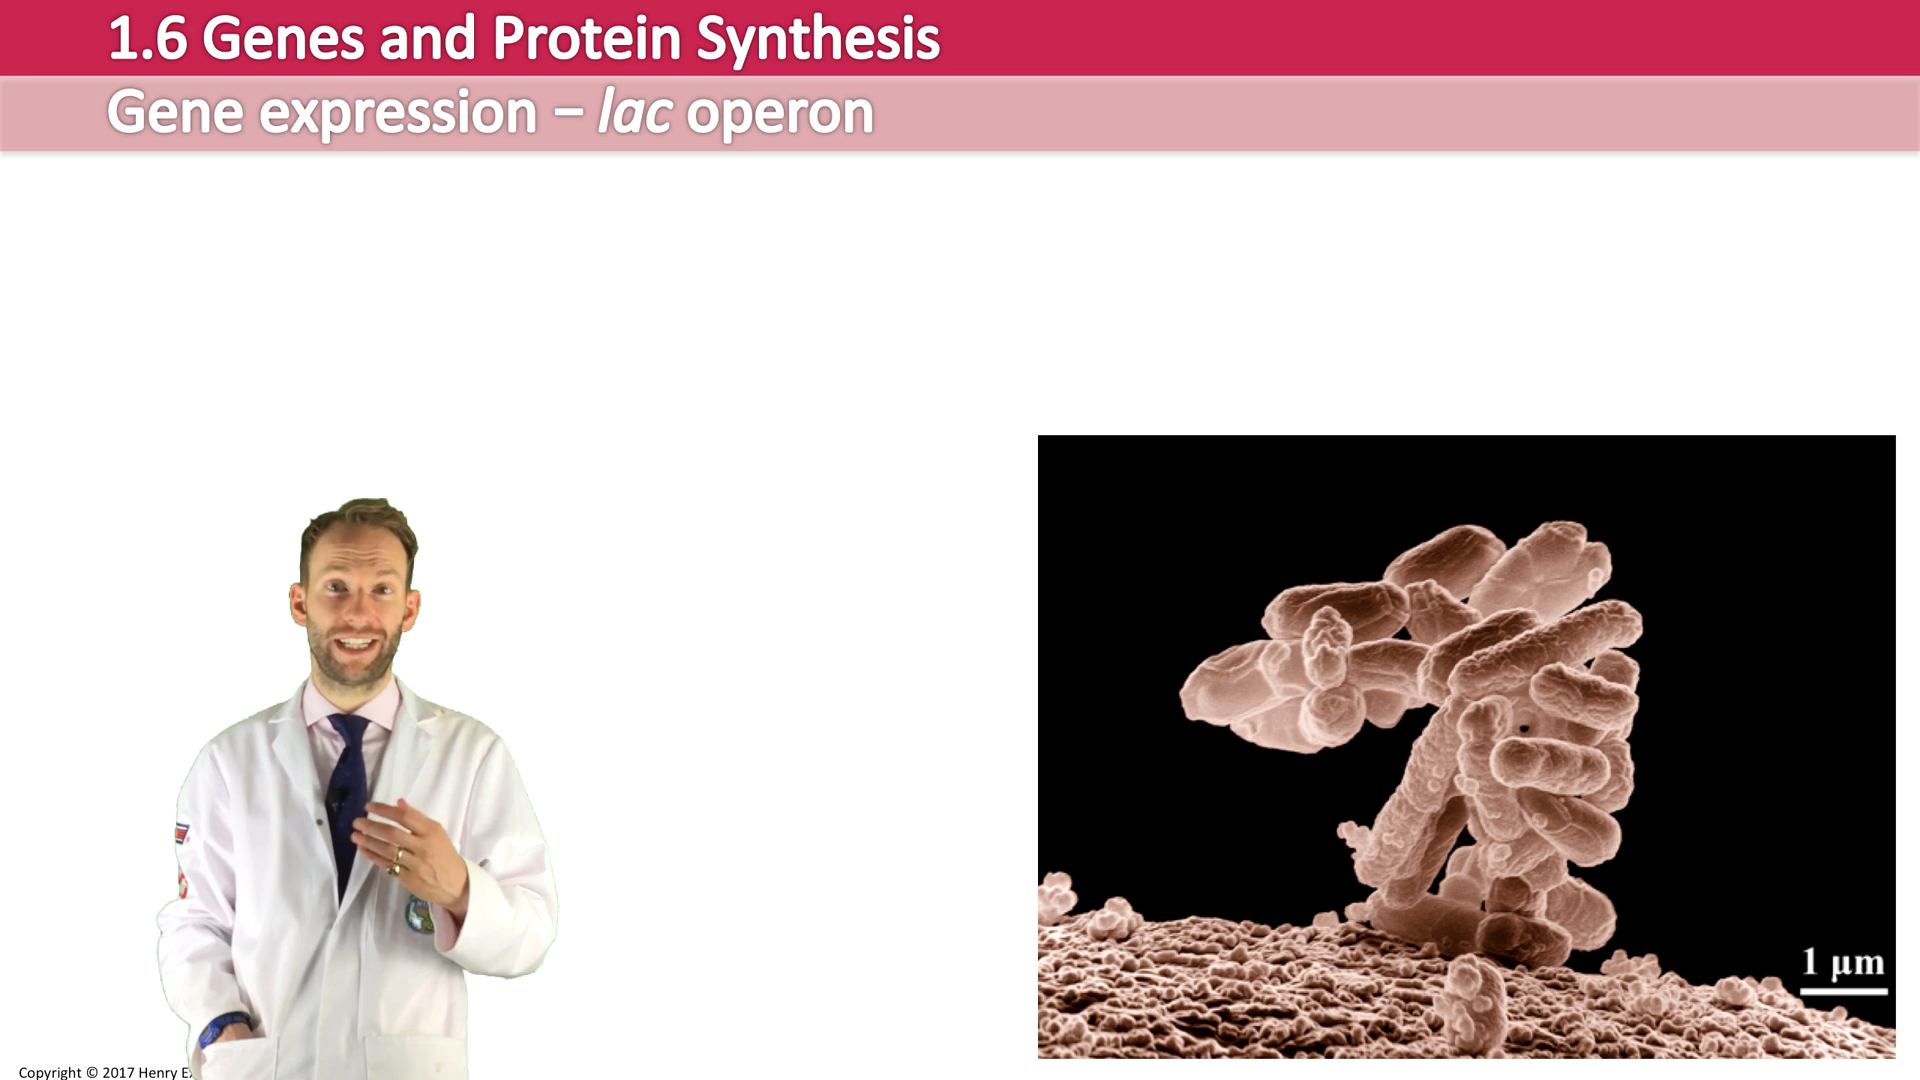 1.6 Genes and Protein Synthesis
Gene expression – lac operon
1 μm
Copyright © 2017 Henry